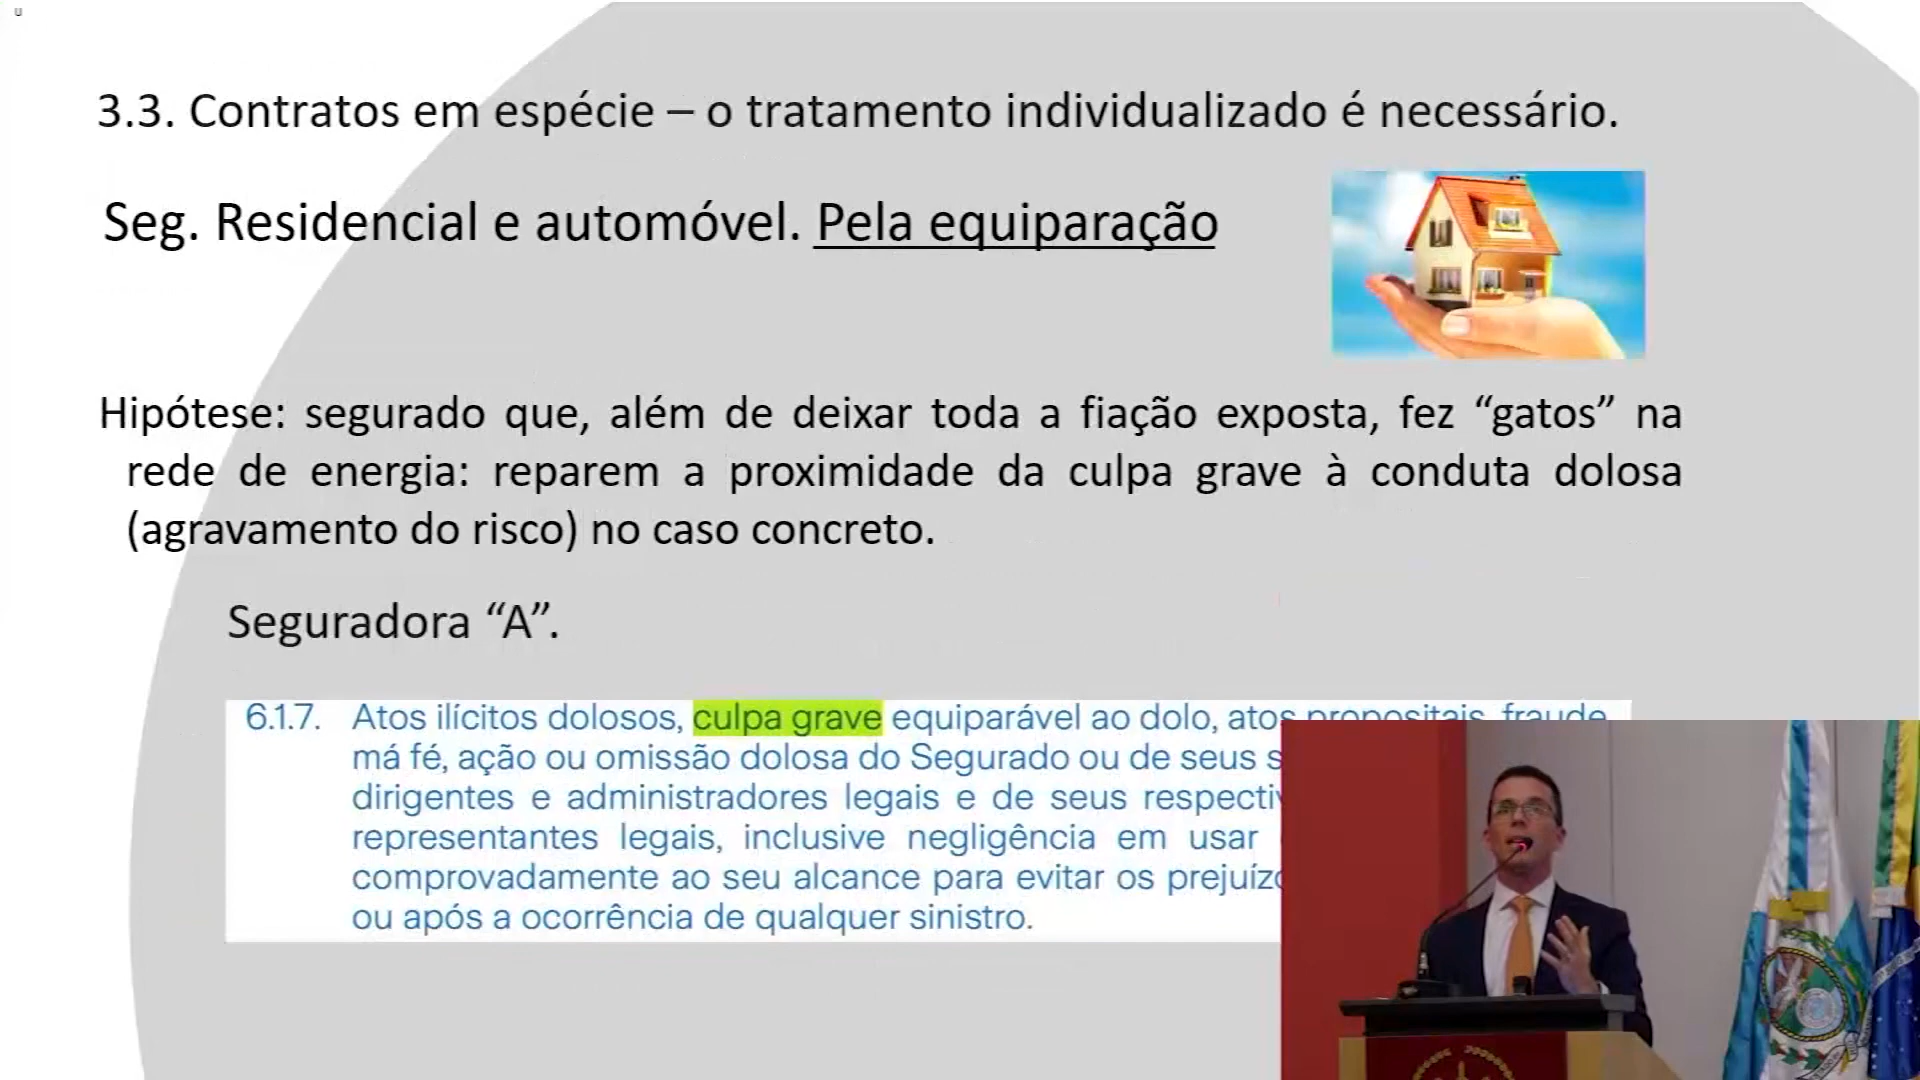 3.3. Contratos em espécie – o tratamento individualizado é necessário.
Seg. Residencial e automóvel. Pela equiparação
Hipótese: segurado que, além de deixar toda a fiação exposta, fez “gatos” na
rede de energia: reparem a proximidade da culpa grave à conduta dolosa
(agravamento do risco) no caso concreto.
Seguradora “A”.
6.1.7. Atos ilícitos dolosos, culpa grave equiparável ao dolo, atos propositais, fraude,
má fé, ação ou omissão dolosa do Segurado ou de seus
dirigentes e administradores legais e de seus
representantes legais, inclusive negligência em usar
comprovadamente ao seu alcance para evitar os
ou após a ocorrência de qualquer sinistro.